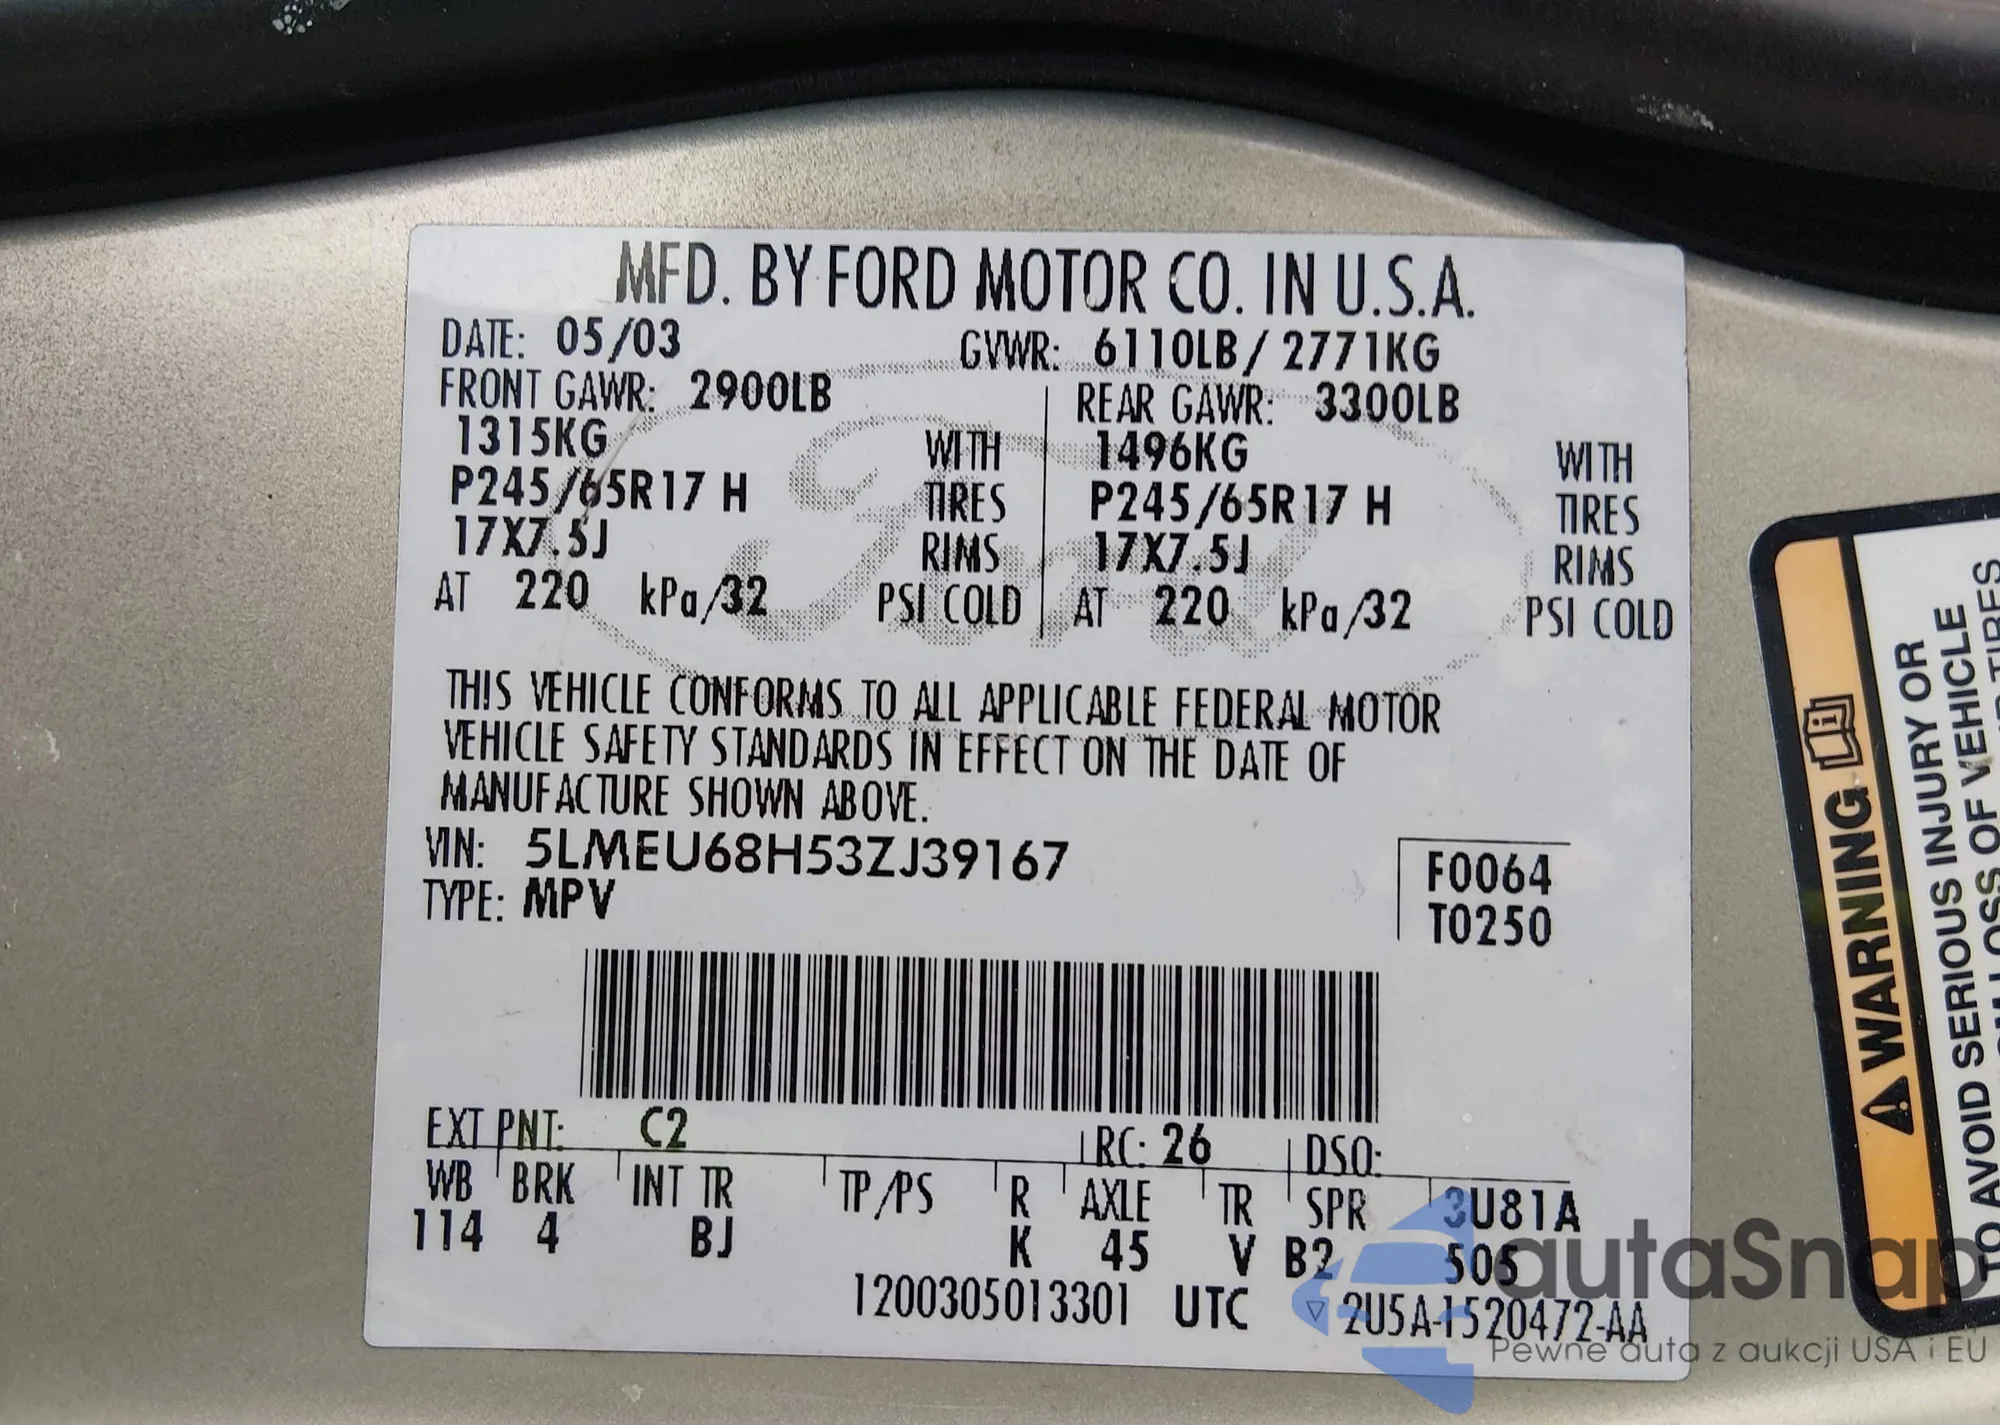 MFD. BY FORD MOTOR CO. IN U.S.A.
DATE: 05/03 GVWR: 6110LB/ 2771KG
FRONT GAWR: 2900LB REAR GAWR: 3300LB
1315KG WITH 1496KG WITH
P245/65R17 H TIRES P245/65R17 H TIRES
17X7.5J RIMS 17X7.5J RIMS
AT 220 kPa/32 PSI COLD AT 220 kPa/32 PSI COLD
Ford
THIS VEHICLE CONFORMS TO ALL APPLICABLE FEDERAL MOTOR
VEHICLE SAFETY STANDARDS IN EFFECT ON THE DATE OF
MANUFACTURE SHOWN ABOVE.
VIN: 5LMEU68H53ZJ39167 F0064
TYPE: MPV T0250
EXT PNT: C2 RC: 26 DSO:
WB BRK INT TR TP/PS R AXLE TR SPR 3U81A
114 4 BJ K 45 V B2 505
1200305013301 UTC ▽ 2U5A-1520472-AA
⚠ WARNING
TO AVOID SERIOUS INJURY OR
LOSS OF VEHICLE
TIRES
autaSnap
Pewne auta z aukcji USA i EU